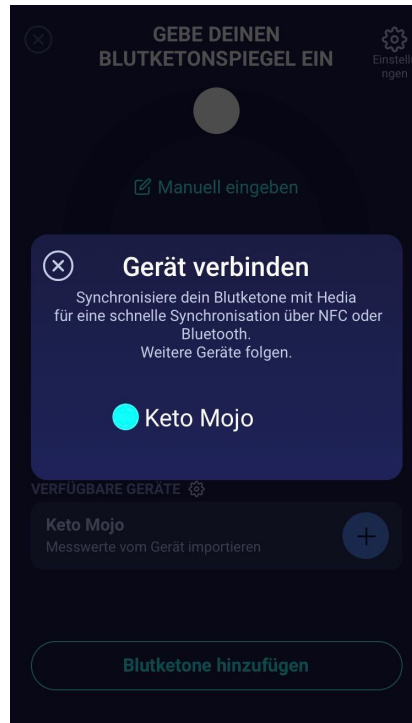 GEBE DEINEN
BLUTKETONSPIEGEL EIN
Einstell
ngen
Manuell eingeben
Gerät verbinden
Synchronisiere dein Blutketone mit Hedia
für eine schnelle Synchronisation über NFC oder
Bluetooth.
Weitere Geräte folgen.
Keto Mojo
VERFÜGBARE GERÄTE
Keto Mojo
Messwerte vom Gerät importieren
Blutketone hinzufügen